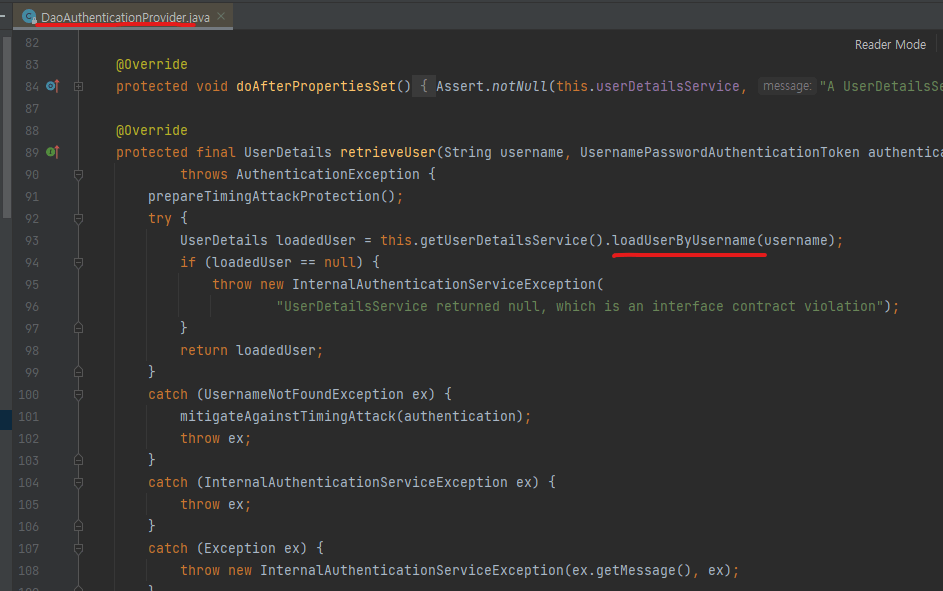 DaoAuthenticationProvider.java ×
Reader Mode
82
83 @Override
84 protected void doAfterPropertiesSet() { Assert.notNull(this.userDetailsService, message: "A UserDetailsSe
87
88 @Override
89 protected final UserDetails retrieveUser(String username, UsernamePasswordAuthenticationToken authentica
90 throws AuthenticationException {
91 prepareTimingAttackProtection();
92 try {
93 UserDetails loadedUser = this.getUserDetailsService().loadUserByUsername(username);
94 if (loadedUser == null) {
95 throw new InternalAuthenticationServiceException(
96 "UserDetailsService returned null, which is an interface contract violation");
97 }
98 return loadedUser;
99 }
100 catch (UsernameNotFoundException ex) {
101 mitigateAgainstTimingAttack(authentication);
102 throw ex;
103 }
104 catch (InternalAuthenticationServiceException ex) {
105 throw ex;
106 }
107 catch (Exception ex) {
108 throw new InternalAuthenticationServiceException(ex.getMessage(), ex);